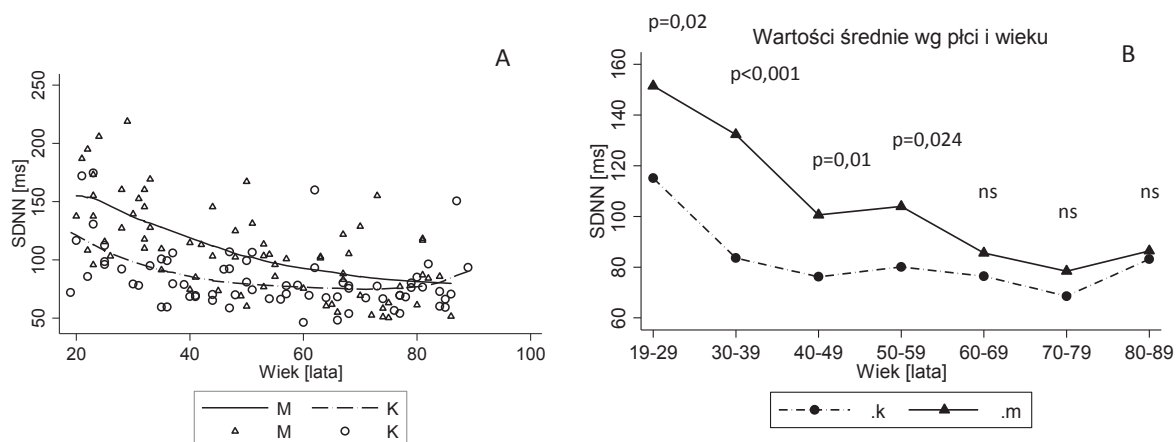 A
SDNN [ms]
250
200
150
100
50
20 40 60 80 100
Wiek [lata]
M K
M K
p=0,02
Wartości średnie wg płci i wieku
B
p<0,001
p=0,01
p=0,024
ns
ns
ns
SDNN [ms]
160
140
120
100
80
60
19-29 30-39 40-49 50-59 60-69 70-79 80-89
Wiek [lata]
.k .m